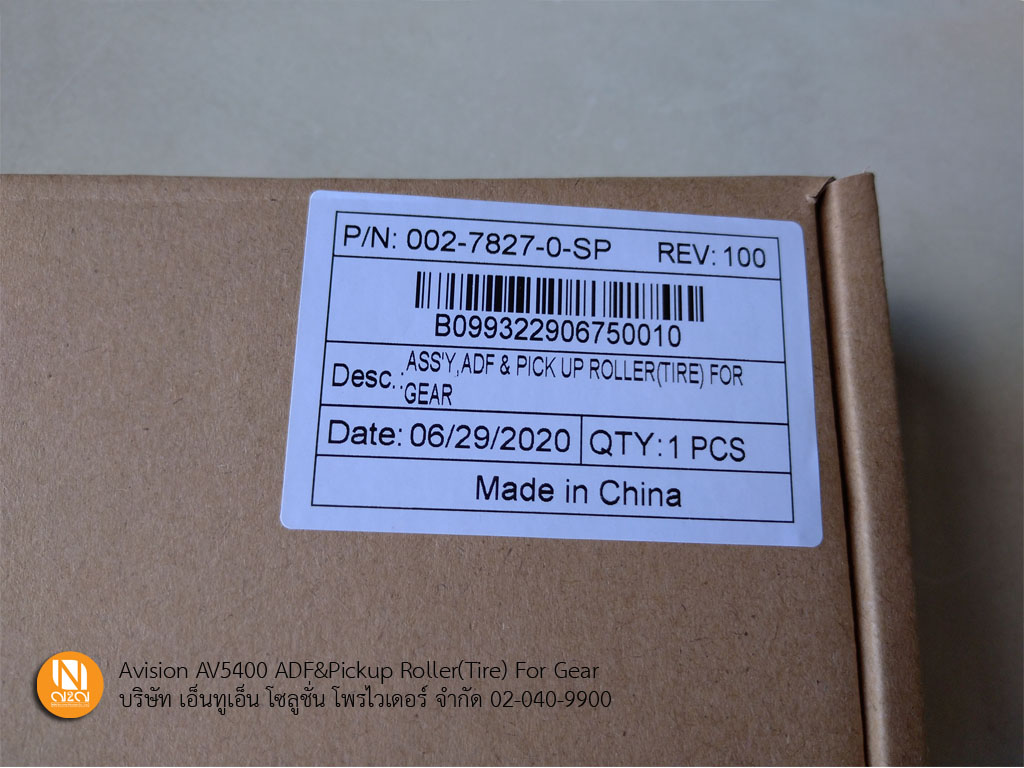 P/N: 002-7827-0-SP REV: 100
B099322906750010
Desc.: ASS'Y,ADF & PICK UP ROLLER(TIRE) FOR
GEAR
Date: 06/29/2020 QTY: 1 PCS
Made in China
N
Avision AV5400 ADF&Pickup Roller(Tire) For Gear
บริษัท เอ็นทูเอ็น โซลูชั่น โพรไวเดอร์ จำกัด 02-040-9900